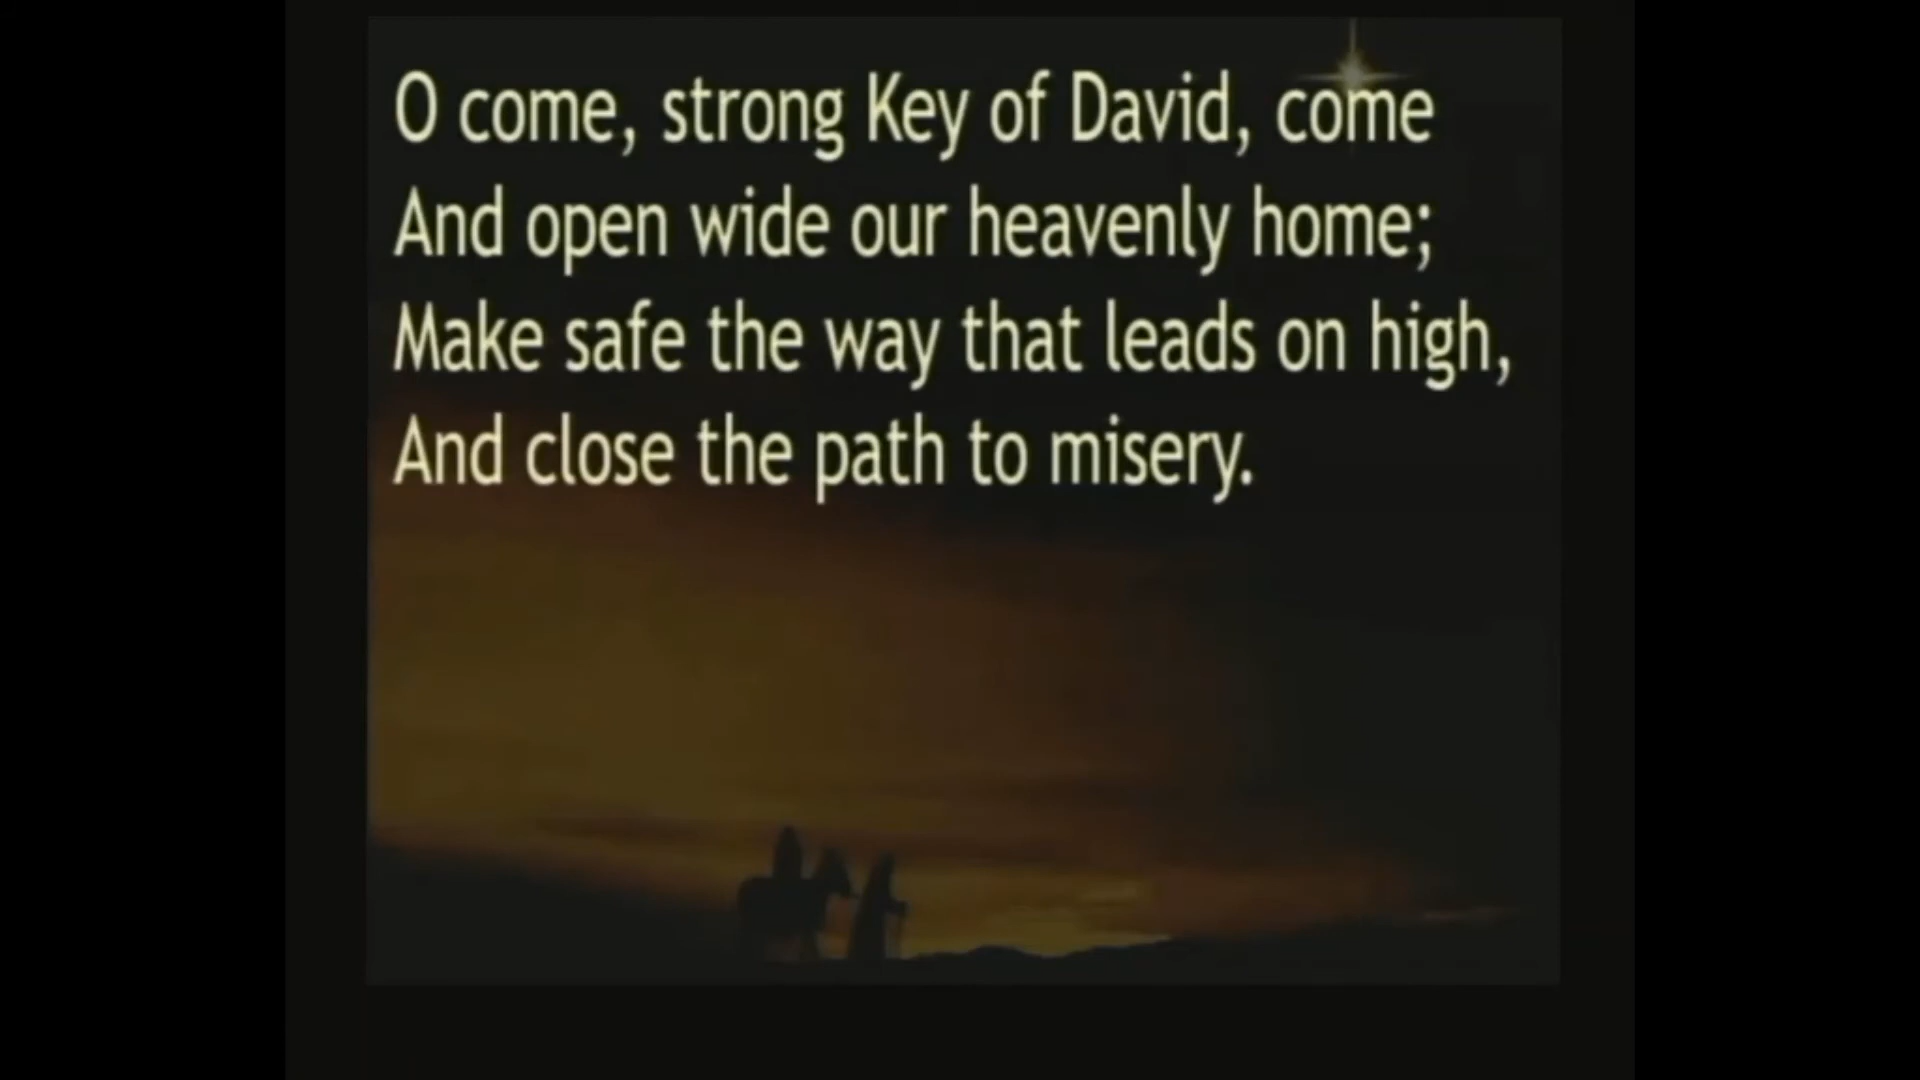 O come, strong Key of David, come
And open wide our heavenly home;
Make safe the way that leads on high,
And close the path to misery.